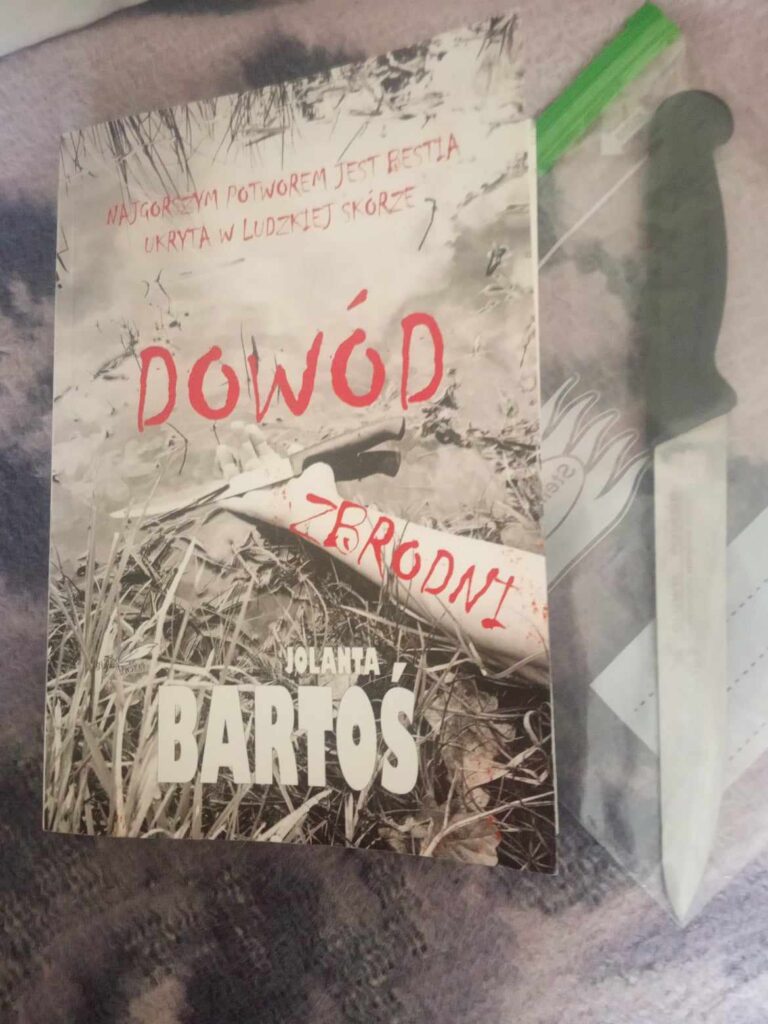 NAJGORSZYM POTWOREM JEST BESTIA
UKRYTA W LUDZKIEJ SKÓRZE
DOWÓD
ZBRODNI
JOLANTA
BARTOŚ